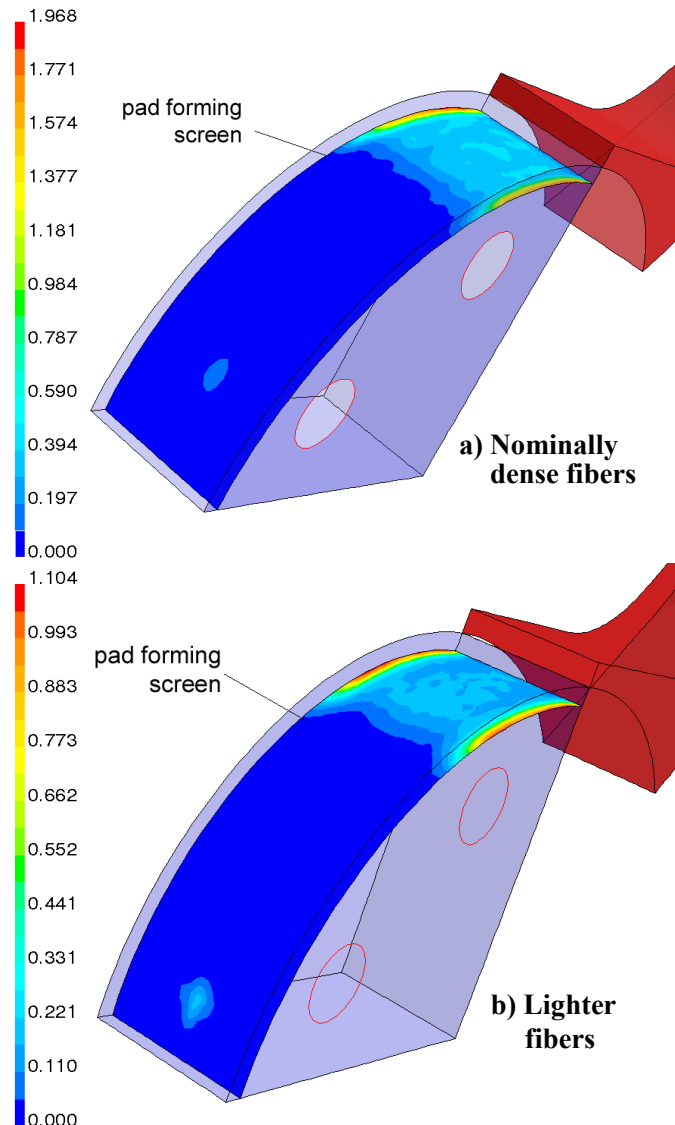 1.968
1.771
1.574
1.377
1.181
0.984
0.787
0.590
0.394
0.197
0.000
pad forming
screen
a) Nominally
dense fibers
1.104
0.993
0.883
0.773
0.662
0.552
0.441
0.331
0.221
0.110
0.000
pad forming
screen
b) Lighter
fibers